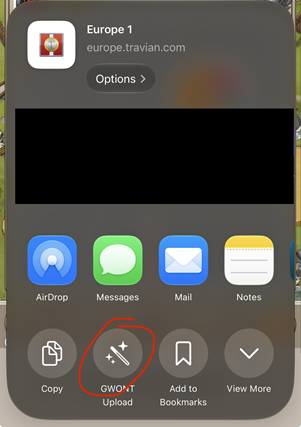 Europe 1
europe.travian.com
Options
AirDrop
Messages
Mail
Notes
Copy
GWONT
Upload
Add to
Bookmarks
View More